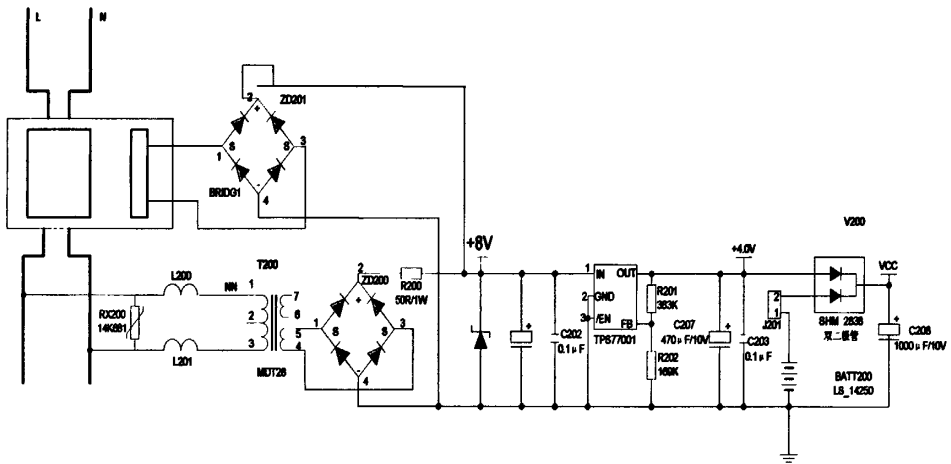 L N
2 ZD201
+
1 S S 3
BRIDG1 - 4
V200
+8V
+4.0V
VCC
L200 NN T200
1 7
2 6
5
3 4
RX200
14K681
L201
MDT28
2 ZD200
+
1 S S 3
-
4
R200
50R/1W
+
C202
0.1μF
1 IN OUT
2 GND
3 /EN
FB
TPS77001
R201
383K
R202
169K
C207
470μF/10V
+
C203
0.1μF
2
1
J201
SHM 2838
双二极管
BATT200
LS_14250
+
C208
1000μF/10V